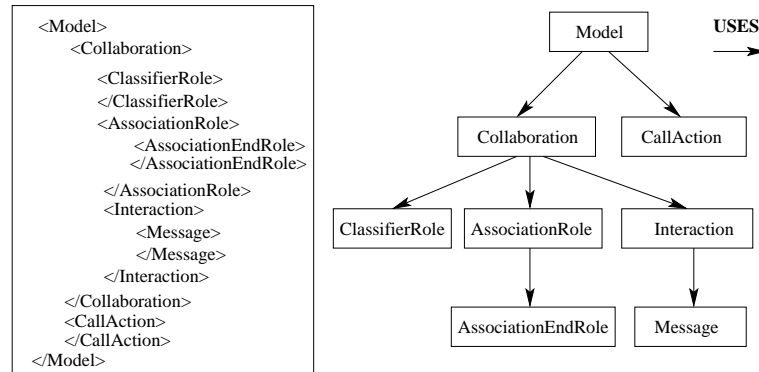 <Model>
<Collaboration>
<ClassifierRole>
</ClassifierRole>
<AssociationRole>
<AssociationEndRole>
</AssociationEndRole>
</AssociationRole>
<Interaction>
<Message>
</Message>
</Interaction>
</Collaboration>
<CallAction>
</CallAction>
</Model>
USES
Model
Collaboration
CallAction
ClassifierRole
AssociationRole
Interaction
AssociationEndRole
Message